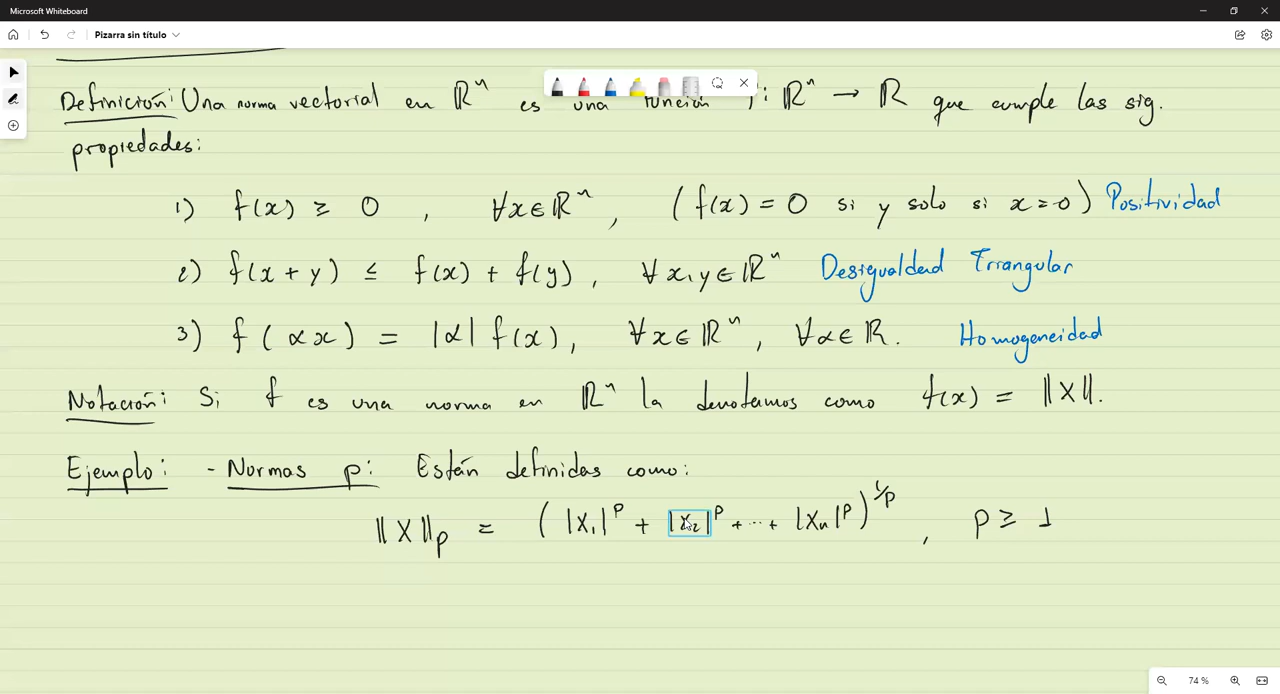 Microsoft Whiteboard
Pizarra sin título
Definición: Una norma vectorial en ℝⁿ es una función : ℝⁿ → ℝ que cumple las sig.
propiedades:
1) f(x) ≥ 0 , ∀x∈ℝⁿ, (f(x) = 0 si y solo si x=0) Positividad
2) f(x+y) ≤ f(x) + f(y), ∀x,y∈ℝⁿ Desigualdad Triangular
3) f(αx) = |α| f(x), ∀x∈ℝⁿ, ∀α∈ℝ. Homogeneidad
Notación: Si f es una norma en ℝⁿ la denotamos como f(x) = ||X||.
Ejemplo: - Normas p: Están definidas como:
||X||ₚ = (|X₁|ᵖ + |X₂|ᵖ + ... + |Xₙ|ᵖ)^(1/p) , p ≥ 1
74 %